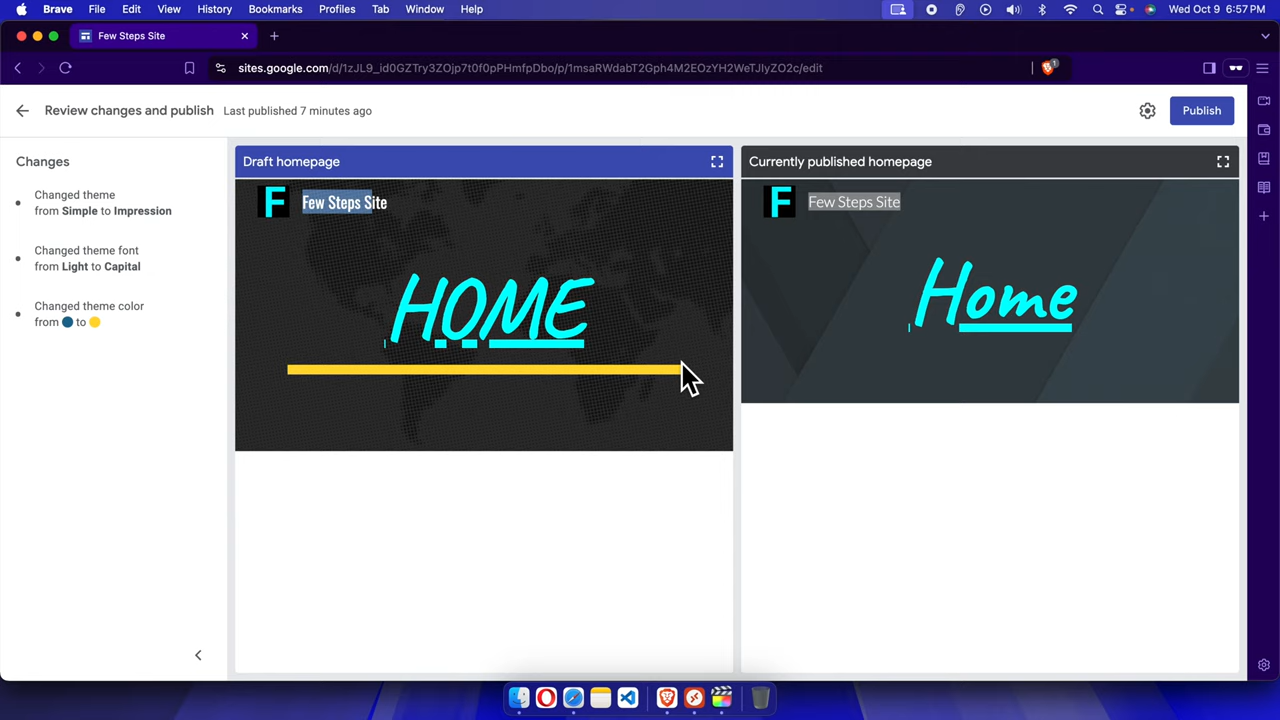 Brave File Edit View History Bookmarks Profiles Tab Window Help Wed Oct 9 6:57 PM
Few Steps Site
sites.google.com/d/1zJL9_id0GZTry3ZOjp7t0f0pPHmfpDbo/p/1msaRWdabT2Gph4M2EOzYH2WeTJIyZO2c/edit 1
Review changes and publish Last published 7 minutes ago Publish
Changes
Changed theme
from Simple to Impression
Changed theme font
from Light to Capital
Changed theme color
from to
Draft homepage
F Few Steps Site
HOME
Currently published homepage
F Few Steps Site
Home